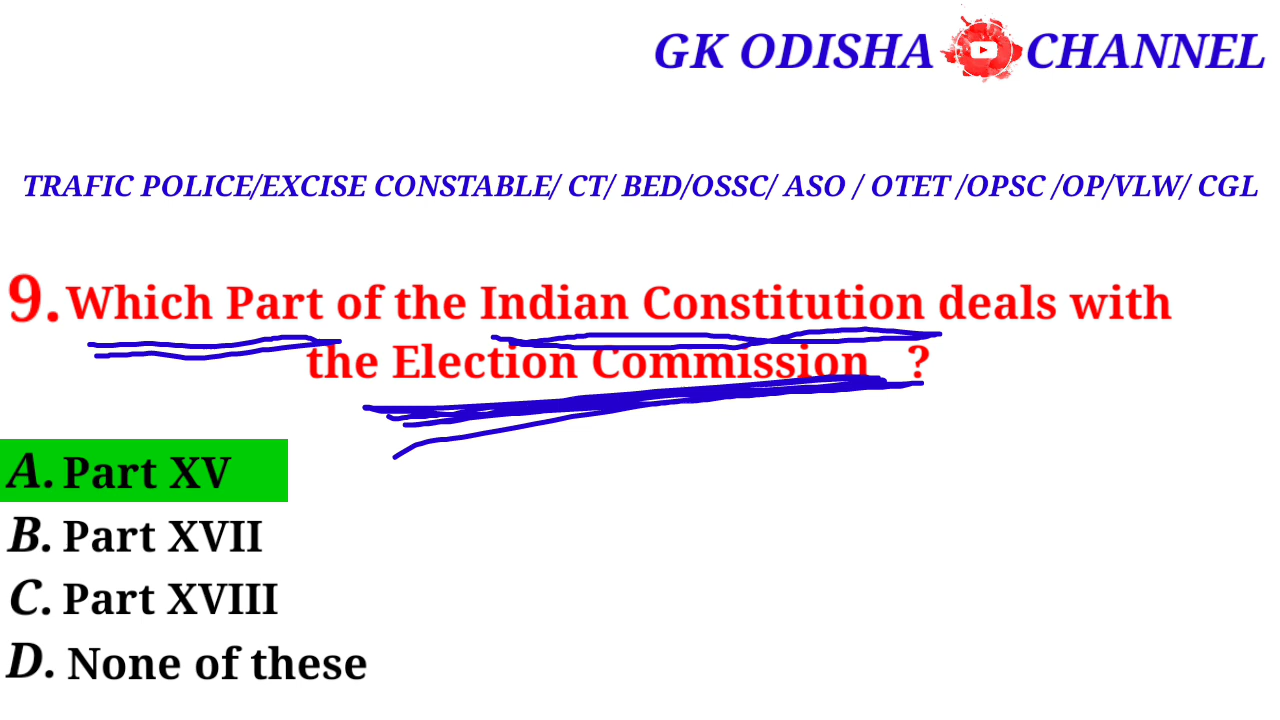 GK ODISHA CHANNEL
TRAFIC POLICE/EXCISE CONSTABLE/ CT/ BED/OSSC/ ASO / OTET /OPSC /OP/VLW/ CGL
9. Which Part of the Indian Constitution deals with
the Election Commission ?
A. Part XV
B. Part XVII
C. Part XVIII
D. None of these